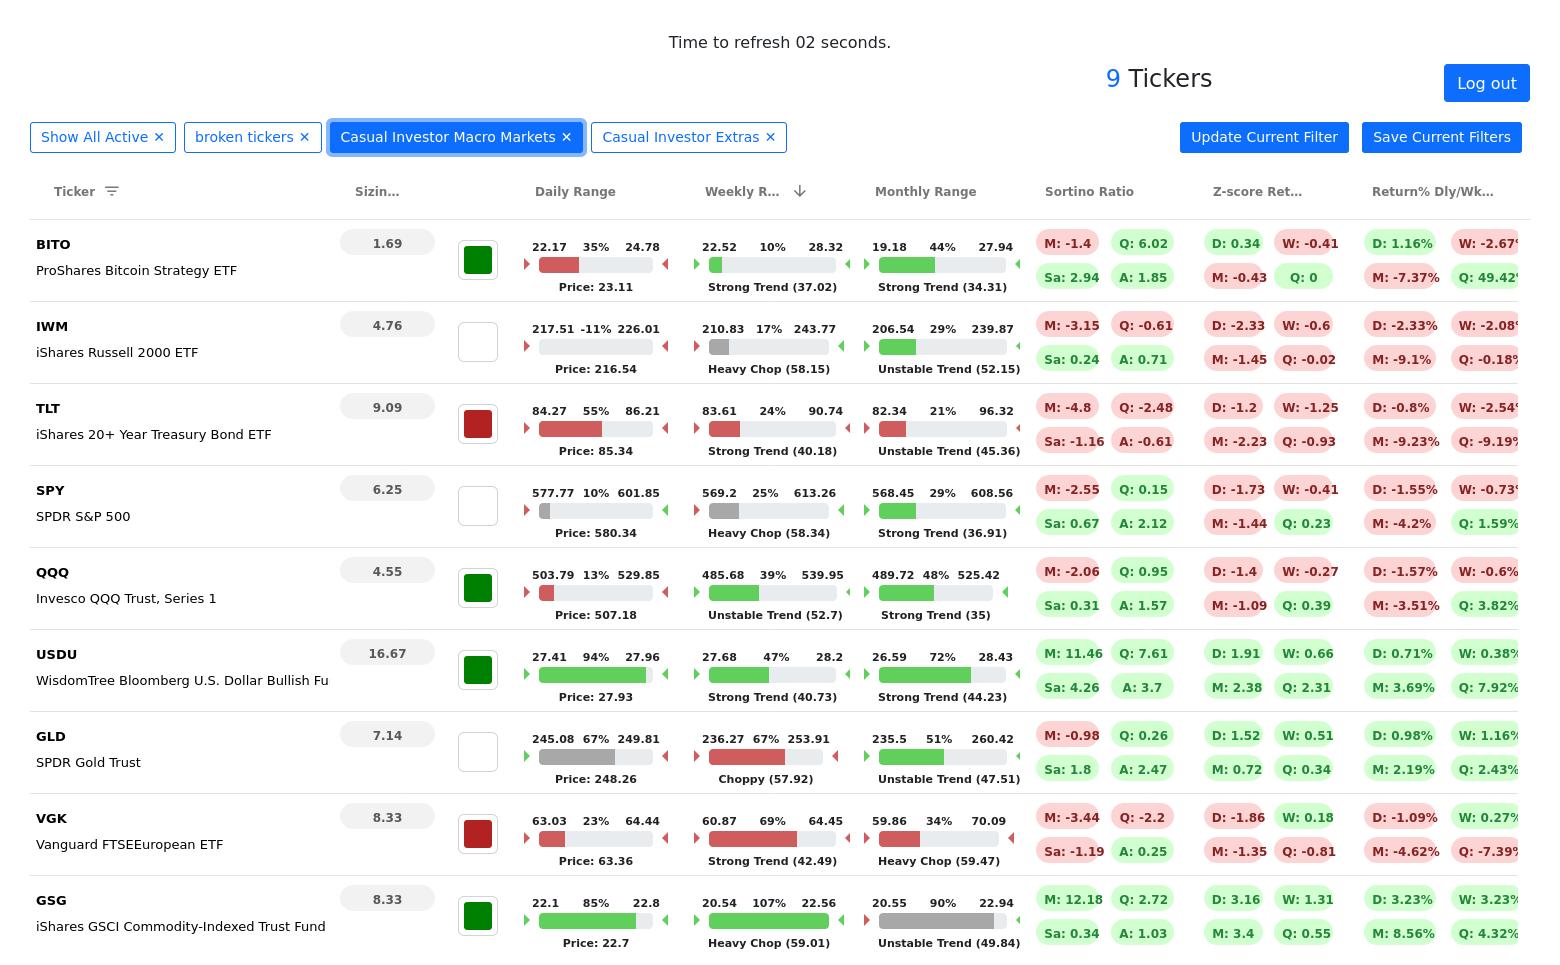 Time to refresh 02 seconds.
9 Tickers
Log out
Show All Active ✕ broken tickers ✕ Casual Investor Macro Markets ✕ Casual Investor Extras ✕ Update Current Filter Save Current Filters
Ticker Sizin… Daily Range Weekly R… Monthly Range Sortino Ratio Z-score Ret… Return% Dly/Wk…
BITO 1.69 22.17 35% 24.78 22.52 10% 28.32 19.18 44% 27.94 M: -1.4 Q: 6.02 D: 0.34 W: -0.41 D: 1.16% W: -2.67%
ProShares Bitcoin Strategy ETF Price: 23.11 Strong Trend (37.02) Strong Trend (34.31) Sa: 2.94 A: 1.85 M: -0.43 Q: 0 M: -7.37% Q: 49.42%
IWM 4.76 217.51 -11% 226.01 210.83 17% 243.77 206.54 29% 239.87 M: -3.15 Q: -0.61 D: -2.33 W: -0.6 D: -2.33% W: -2.08%
iShares Russell 2000 ETF Price: 216.54 Heavy Chop (58.15) Unstable Trend (52.15) Sa: 0.24 A: 0.71 M: -1.45 Q: -0.02 M: -9.1% Q: -0.18%
TLT 9.09 84.27 55% 86.21 83.61 24% 90.74 82.34 21% 96.32 M: -4.8 Q: -2.48 D: -1.2 W: -1.25 D: -0.8% W: -2.54%
iShares 20+ Year Treasury Bond ETF Price: 85.34 Strong Trend (40.18) Unstable Trend (45.36) Sa: -1.16 A: -0.61 M: -2.23 Q: -0.93 M: -9.23% Q: -9.19%
SPY 6.25 577.77 10% 601.85 569.2 25% 613.26 568.45 29% 608.56 M: -2.55 Q: 0.15 D: -1.73 W: -0.41 D: -1.55% W: -0.73%
SPDR S&P 500 Price: 580.34 Heavy Chop (58.34) Strong Trend (36.91) Sa: 0.67 A: 2.12 M: -1.44 Q: 0.23 M: -4.2% Q: 1.59%
QQQ 4.55 503.79 13% 529.85 485.68 39% 539.95 489.72 48% 525.42 M: -2.06 Q: 0.95 D: -1.4 W: -0.27 D: -1.57% W: -0.6%
Invesco QQQ Trust, Series 1 Price: 507.18 Unstable Trend (52.7) Strong Trend (35) Sa: 0.31 A: 1.57 M: -1.09 Q: 0.39 M: -3.51% Q: 3.82%
USDU 16.67 27.41 94% 27.96 27.68 47% 28.2 26.59 72% 28.43 M: 11.46 Q: 7.61 D: 1.91 W: 0.66 D: 0.71% W: 0.38%
WisdomTree Bloomberg U.S. Dollar Bullish Fu Price: 27.93 Strong Trend (40.73) Strong Trend (44.23) Sa: 4.26 A: 3.7 M: 2.38 Q: 2.31 M: 3.69% Q: 7.92%
GLD 7.14 245.08 67% 249.81 236.27 67% 253.91 235.5 51% 260.42 M: -0.98 Q: 0.26 D: 1.52 W: 0.51 D: 0.98% W: 1.16%
SPDR Gold Trust Price: 248.26 Choppy (57.92) Unstable Trend (47.51) Sa: 1.8 A: 2.47 M: 0.72 Q: 0.34 M: 2.19% Q: 2.43%
VGK 8.33 63.03 23% 64.44 60.87 69% 64.45 59.86 34% 70.09 M: -3.44 Q: -2.2 D: -1.86 W: 0.18 D: -1.09% W: 0.27%
Vanguard FTSEEuropean ETF Price: 63.36 Strong Trend (42.49) Heavy Chop (59.47) Sa: -1.19 A: 0.25 M: -1.35 Q: -0.81 M: -4.62% Q: -7.39%
GSG 8.33 22.1 85% 22.8 20.54 107% 22.56 20.55 90% 22.94 M: 12.18 Q: 2.72 D: 3.16 W: 1.31 D: 3.23% W: 3.23%
iShares GSCI Commodity-Indexed Trust Fund Price: 22.7 Heavy Chop (59.01) Unstable Trend (49.84) Sa: 0.34 A: 1.03 M: 3.4 Q: 0.55 M: 8.56% Q: 4.32%